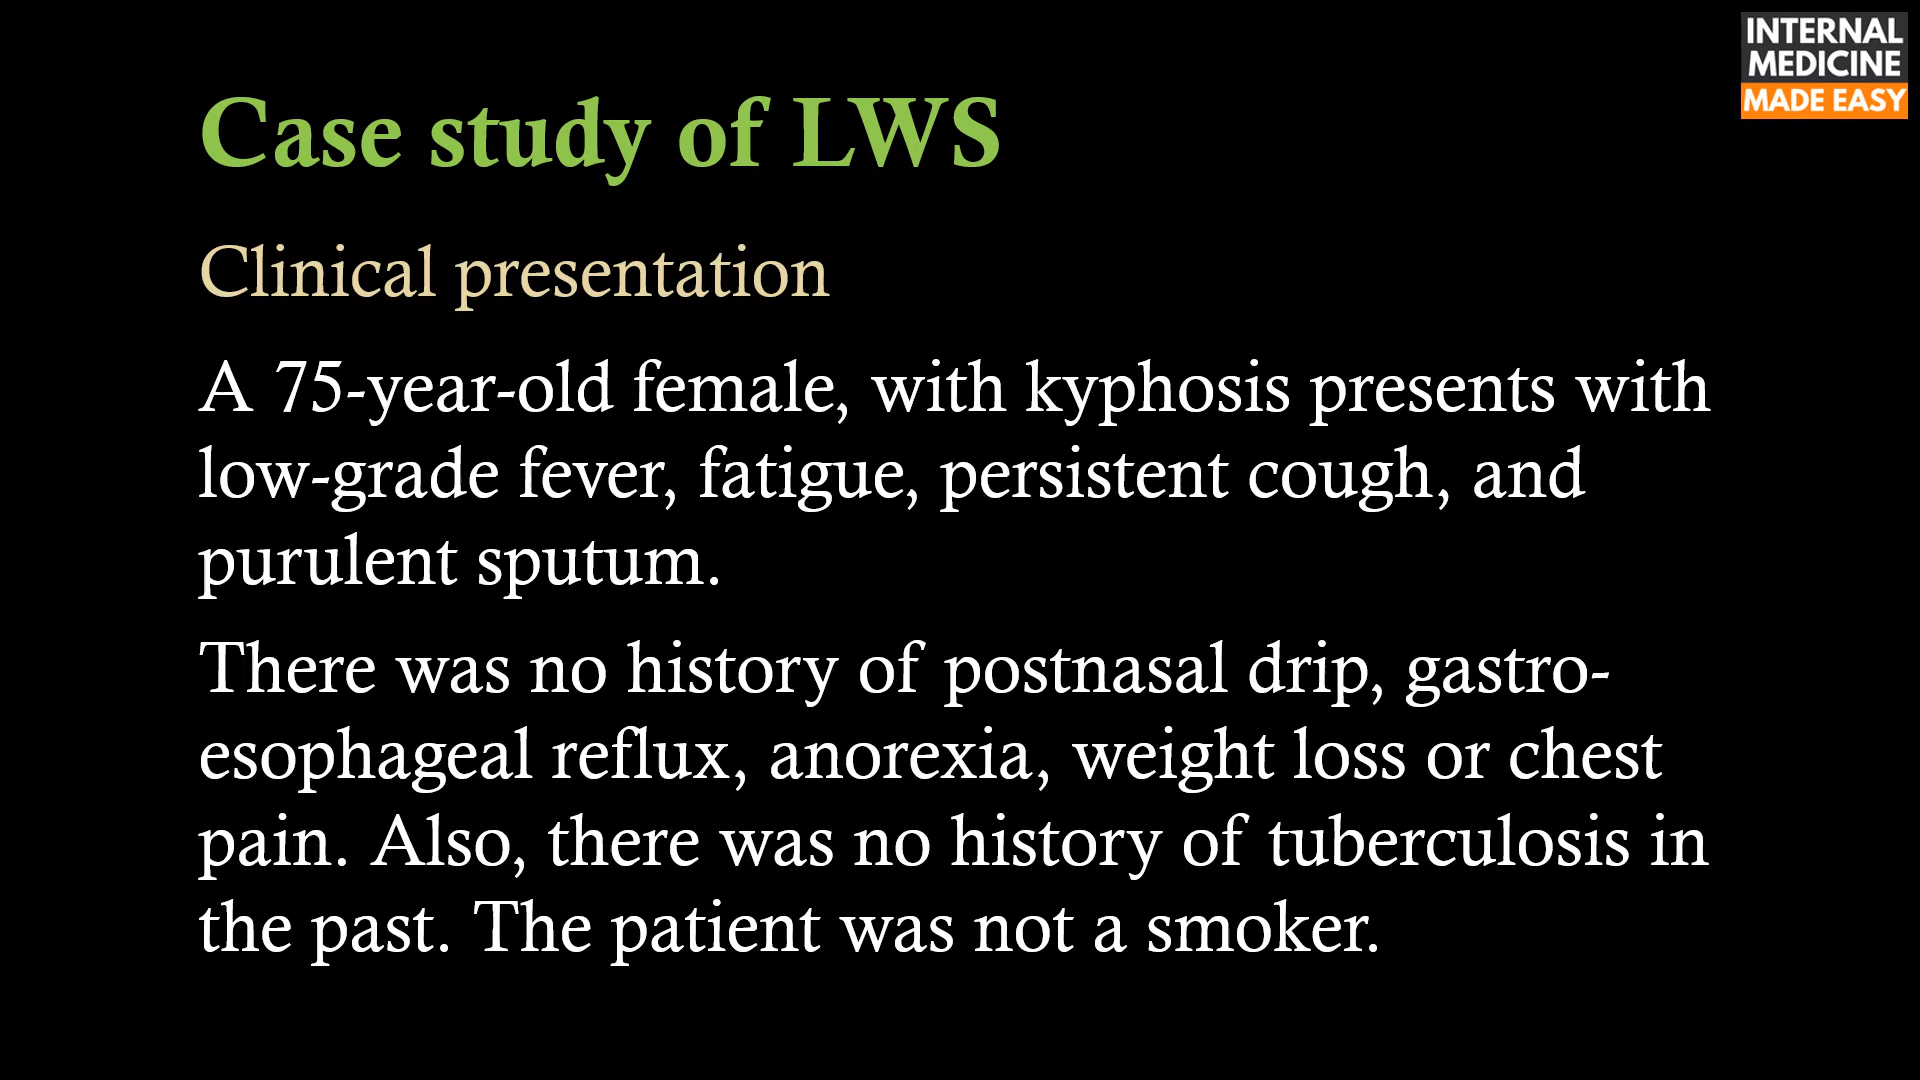 INTERNAL
MEDICINE
MADE EASY
Case study of LWS
Clinical presentation
A 75-year-old female, with kyphosis presents with
low-grade fever, fatigue, persistent cough, and
purulent sputum.
There was no history of postnasal drip, gastro-
esophageal reflux, anorexia, weight loss or chest
pain. Also, there was no history of tuberculosis in
the past. The patient was not a smoker.